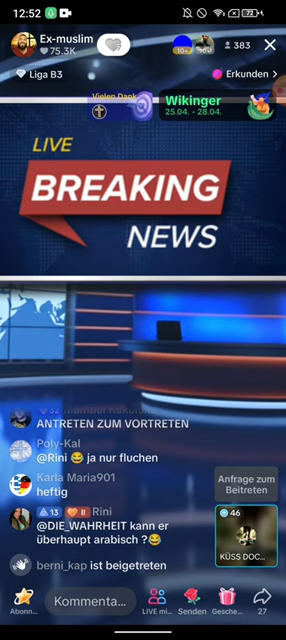 12:52
72
Ex-muslim
75.3K
10+
383
Liga B3
Erkunden >
Vielen Dank
Wikinger
25.04. - 28.04.
LIVE
BREAKING
NEWS
ANTRETEN ZUM VORTRETEN
Poly-Kal
@Rini 😂 ja nur fluchen
Karla Maria901
heftig
13 II Rini
@DIE_WAHRHEIT kann er
überhaupt arabisch ?😂
berni_kap ist beigetreten
Anfrage zum
Beitreten
46
KÜSS DOC...
Kommenta...
Abonn...
LIVE mi...
Senden
Gesche...
27